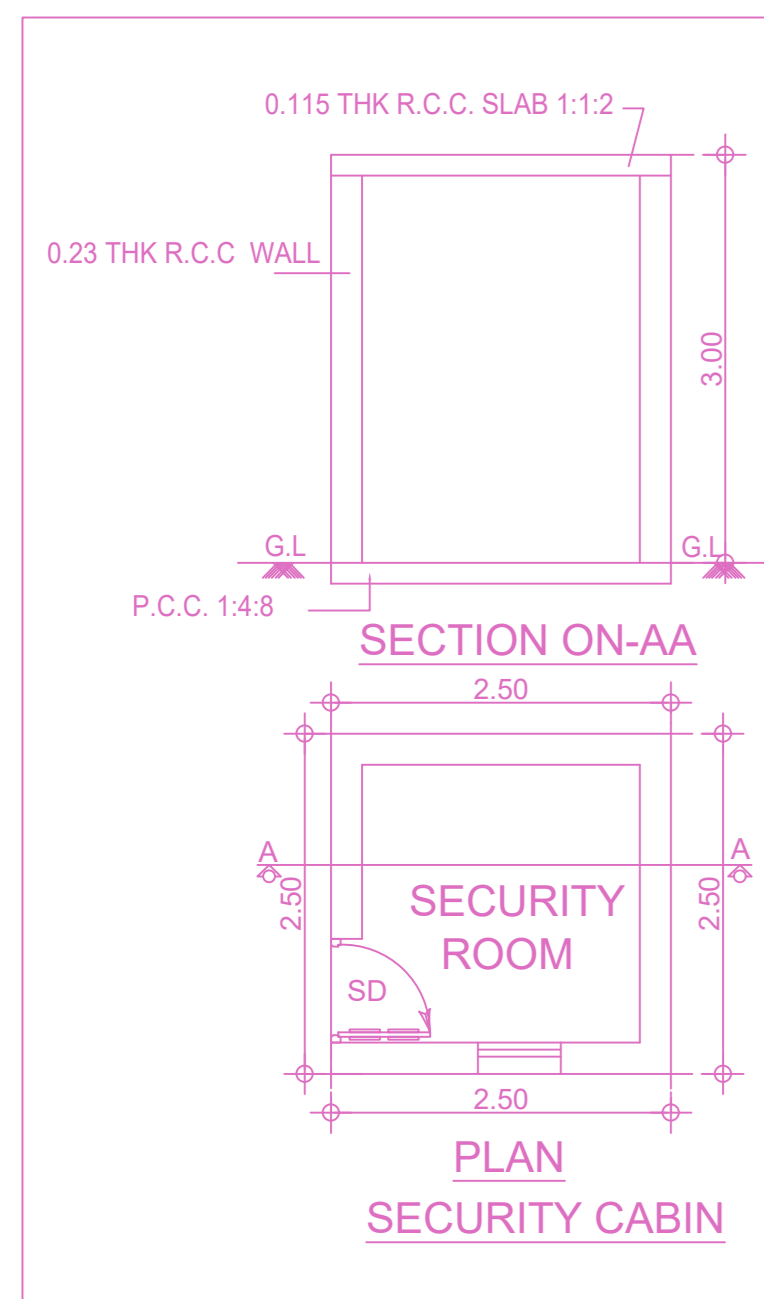 0.115 THK R.C.C. SLAB 1:1:2
0.23 THK R.C.C WALL
3.00
G.L
G.L
P.C.C. 1:4:8
SECTION ON-AA
2.50
A
A
2.50
2.50
SECURITY
ROOM
SD
2.50
PLAN
SECURITY CABIN